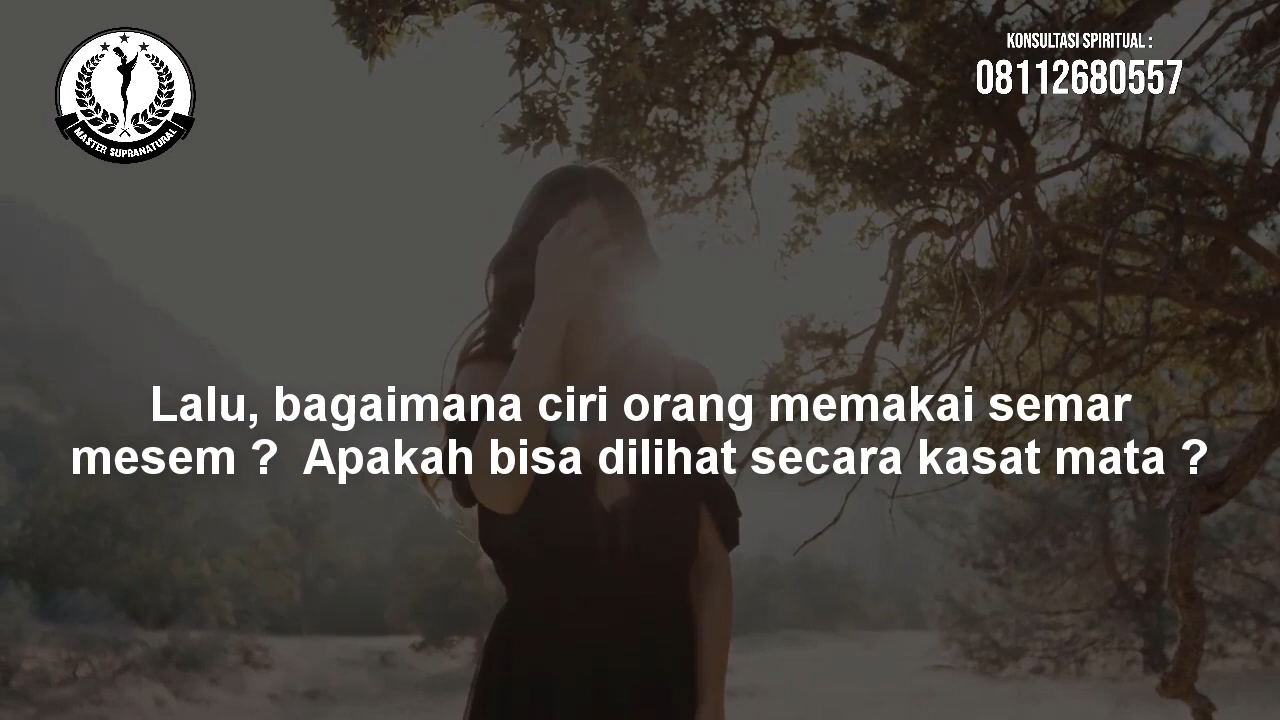 MASTER SUPRANATURAL
KONSULTASI SPIRITUAL :
08112680557
Lalu, bagaimana ciri orang memakai semar
mesem ?  Apakah bisa dilihat secara kasat mata ?